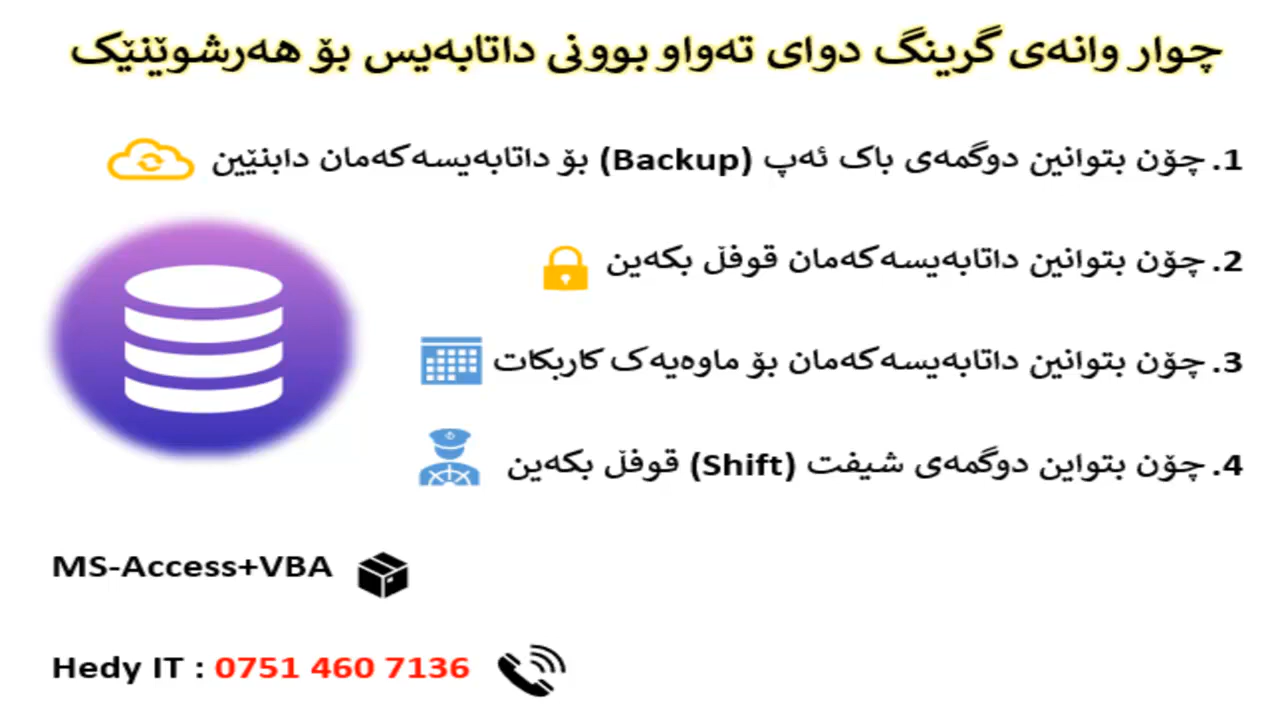 چوار وانەی گرینگ دوای تەواو بوونی داتابەیس بۆ هەرشوێنێک
1. چۆن بتوانین دوگمەی باک ئەپ (Backup) بۆ داتابەیسەکەمان دابنێین
2. چۆن بتوانین داتابەیسەکەمان قوفڵ بکەین
3. چۆن بتوانین داتابەیسەکەمان بۆ ماوەیەک کاربکات
4. چۆن بتواین دوگمەی شیفت (Shift) قوفڵ بکەین
MS-Access+VBA
Hedy IT : 0751 460 7136